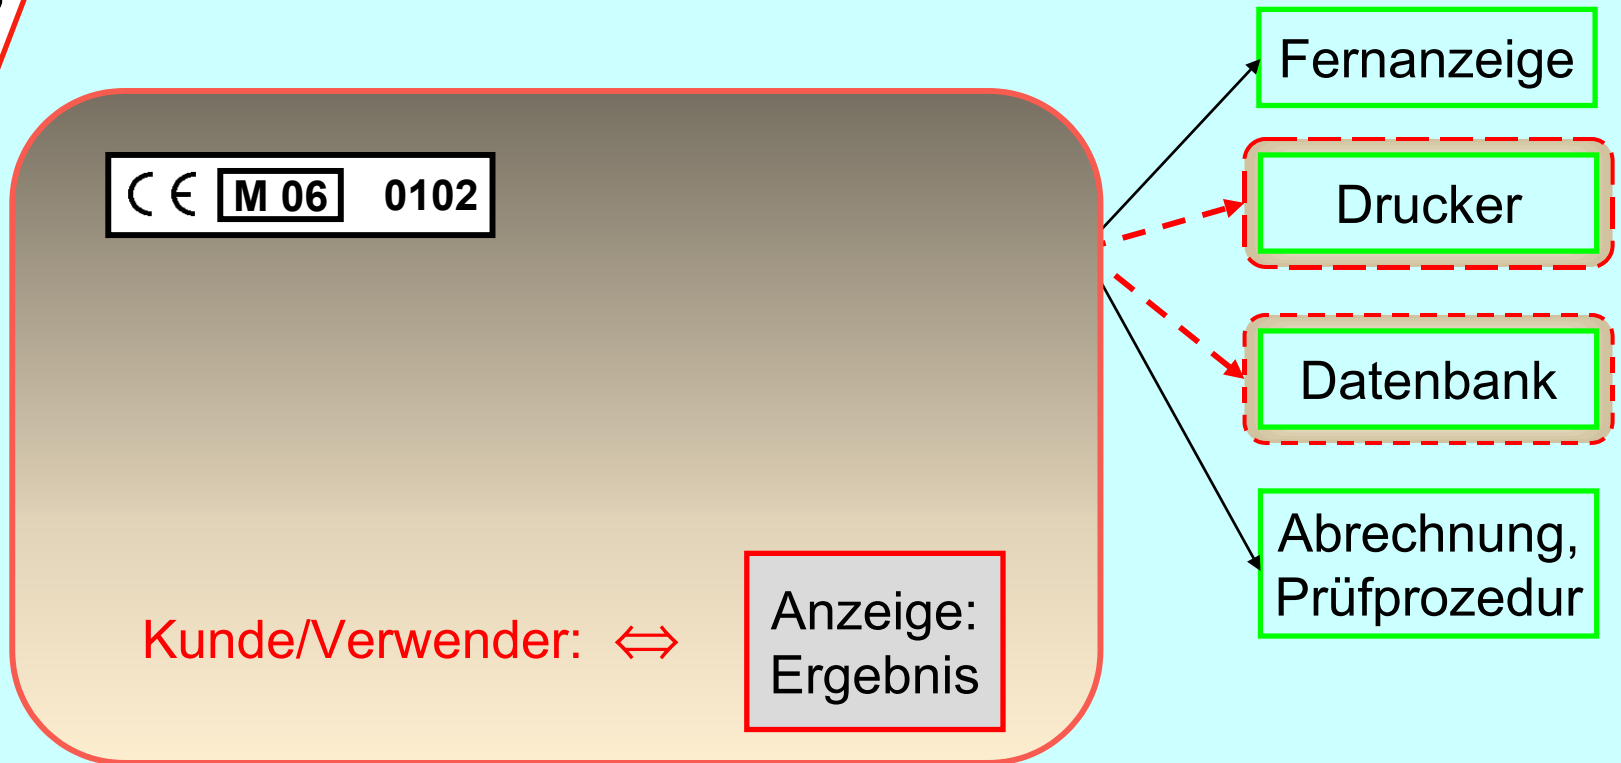 Fernanzeige
CE M 06 0102
Drucker
Datenbank
Abrechnung,
Prüfprozedur
Kunde/Verwender: ⇔
Anzeige:
Ergebnis